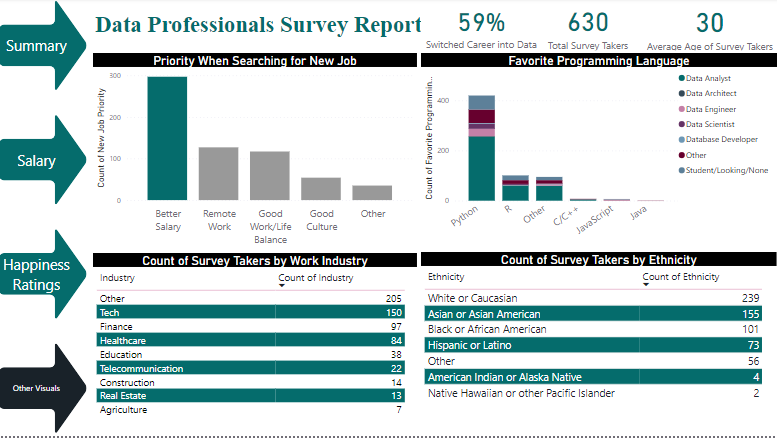 Data Professionals Survey Report
59%
Switched Career into Data
630
Total Survey Takers
30
Average Age of Survey Takers
Summary
Salary
Happiness
Ratings
Other Visuals
Priority When Searching for New Job
Count of New Job Priority
300
200
100
0
Better
Salary
Remote
Work
Good
Work/Life
Balance
Good
Culture
Other
Favorite Programming Language
Count of Favorite Programmin...
400
200
0
Python
R
Other
C/C++
JavaScript
Java
Data Analyst
Data Architect
Data Engineer
Data Scientist
Database Developer
Other
Student/Looking/None
Count of Survey Takers by Work Industry
Industry Count of Industry
Other 205
Tech 150
Finance 97
Healthcare 84
Education 38
Telecommunication 22
Construction 14
Real Estate 13
Agriculture 7
Count of Survey Takers by Ethnicity
Ethnicity Count of Ethnicity
White or Caucasian 239
Asian or Asian American 155
Black or African American 101
Hispanic or Latino 73
Other 56
American Indian or Alaska Native 4
Native Hawaiian or other Pacific Islander 2